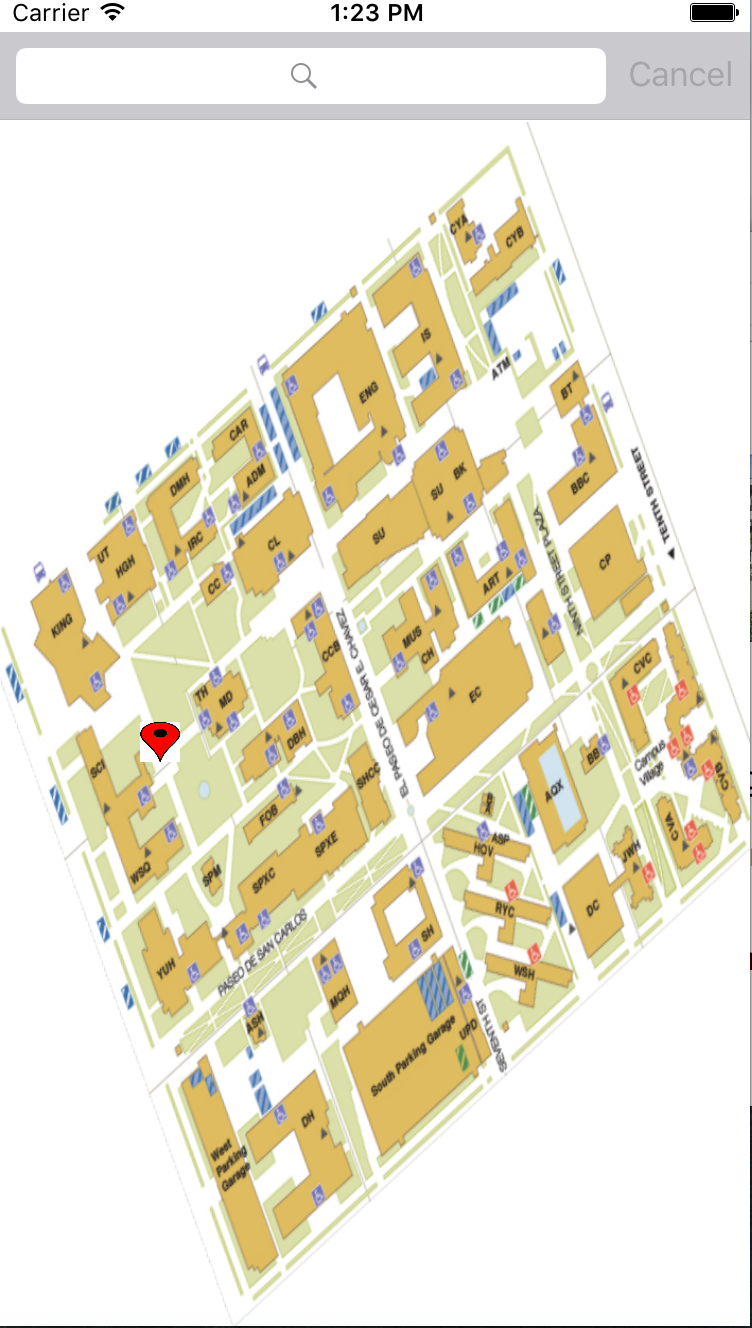 Carrier 1:23 PM
Cancel
CYA
CYB
IS
ENG
ATM
BT
CAR
DMH
ADM
SU BK
BBC
TENTH STREET
UT
HGH
IRC
CL
SU
CC
ART
NINTH STREET PLAZA
CP
KING
MUS
CH
CCB
EL PASEO DE CESAR E. CHAVEZ
TH
MD
EC
CVC
DBH
SCI
SHCC
BB
Campus
Village
CVB
AQX
FOB
SPXE
ASP
HOV
CVA
JWH
WSQ
SPM
SPXC
RYC
DC
PASEO DE SAN CARLOS
SH
YUH
WSH
MQH
ASH
South Parking Garage
UPD
SEVENTH ST
DH
West
Parking
Garage